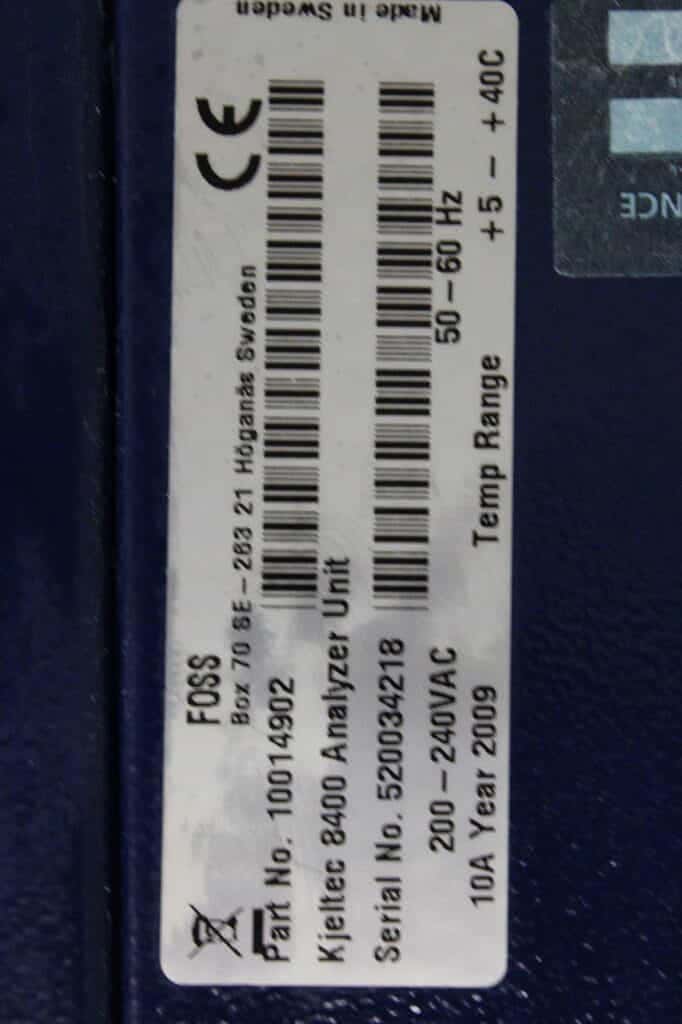 FOSS
Box 70 SE-263 21 Höganäs Sweden
CE
Part No. 10014902
Kjeltec 8400 Analyzer Unit
Serial No. 520034218
200-240VAC 50-60 Hz
10A Year 2009 Temp Range +5 - +40C
Made in Sweden